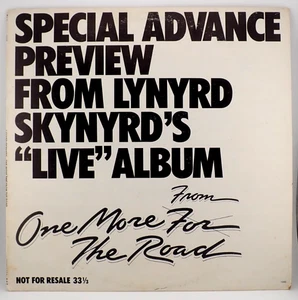 SPECIAL ADVANCE
PREVIEW
FROM LYNYRD
SKYNYRD'S
“LIVE” ALBUM
From
One More For
The Road
NOT FOR RESALE 33⅓